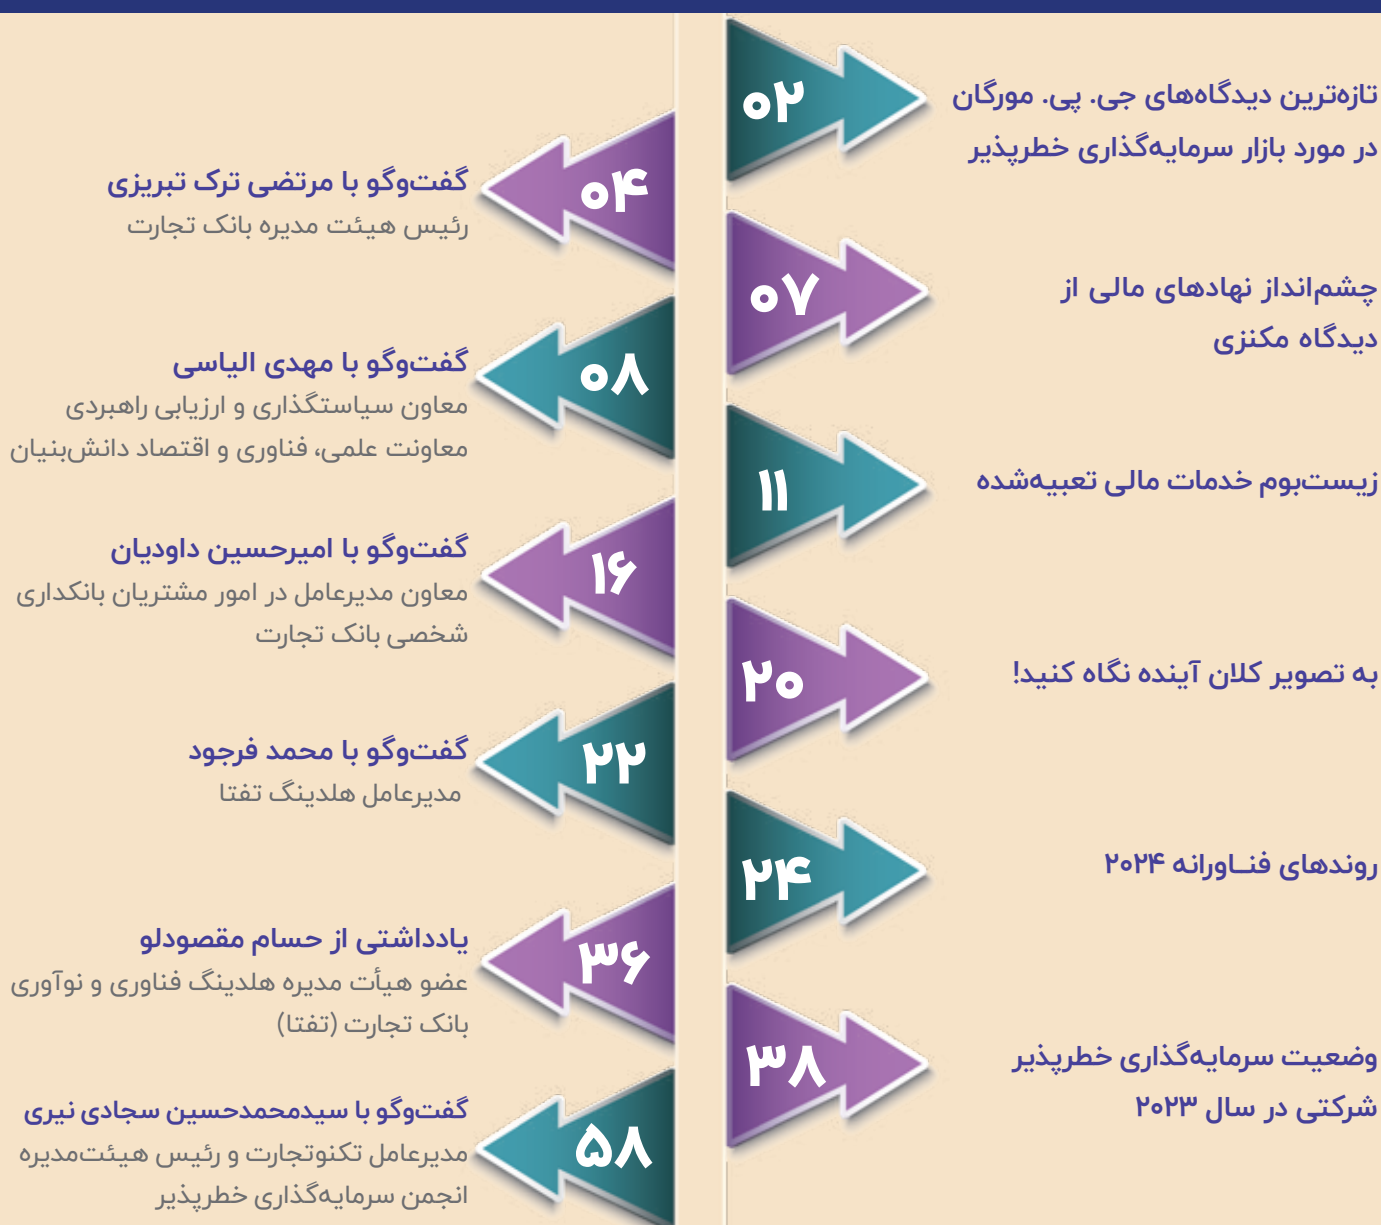 ۰۲
تازه‌ترین دیدگاه‌های جی. پی. مورگان
در مورد بازار سرمایه‌گذاری خطرپذیر
۰۷
چشم‌انداز نهادهای مالی از
دیدگاه مکنزی
۱۱
زیست‌بوم خدمات مالی تعبیه‌شده
۲۰
به تصویر کلان آینده نگاه کنید!
۲۴
روندهای فنـاورانه ۲۰۲۴
۳۸
وضعیت سرمایه‌گذاری خطرپذیر
شرکتی در سال ۲۰۲۳
۰۴
گفت‌وگو با مرتضی ترک تبریزی
رئیس هیئت مدیره بانک تجارت
۰۸
گفت‌وگو با مهدی الیاسی
معاون سیاستگذاری و ارزیابی راهبردی
معاونت علمی، فناوری و اقتصاد دانش‌بنیان
۱۶
گفت‌وگو با امیرحسین داودیان
معاون مدیرعامل در امور مشتریان بانکداری
شخصی بانک تجارت
۲۲
گفت‌وگو با محمد فرجود
مدیرعامل هلدینگ تفتا
۳۶
یادداشتی از حسام مقصودلو
عضو هیأت مدیره هلدینگ فناوری و نوآوری
بانک تجارت (تفتا)
۵۸
گفت‌وگو با سیدمحمدحسین سجادی نیری
مدیرعامل تکنوتجارت و رئیس هیئت‌مدیره
انجمن سرمایه‌گذاری خطرپذیر